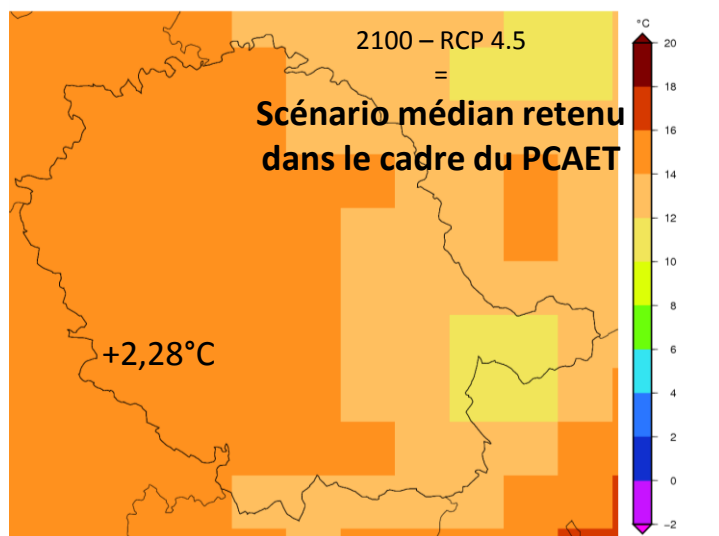 2100 – RCP 4.5
=
Scénario médian retenu
dans le cadre du PCAET
+2,28°C
°C
20
18
16
14
12
10
8
6
4
2
0
−2